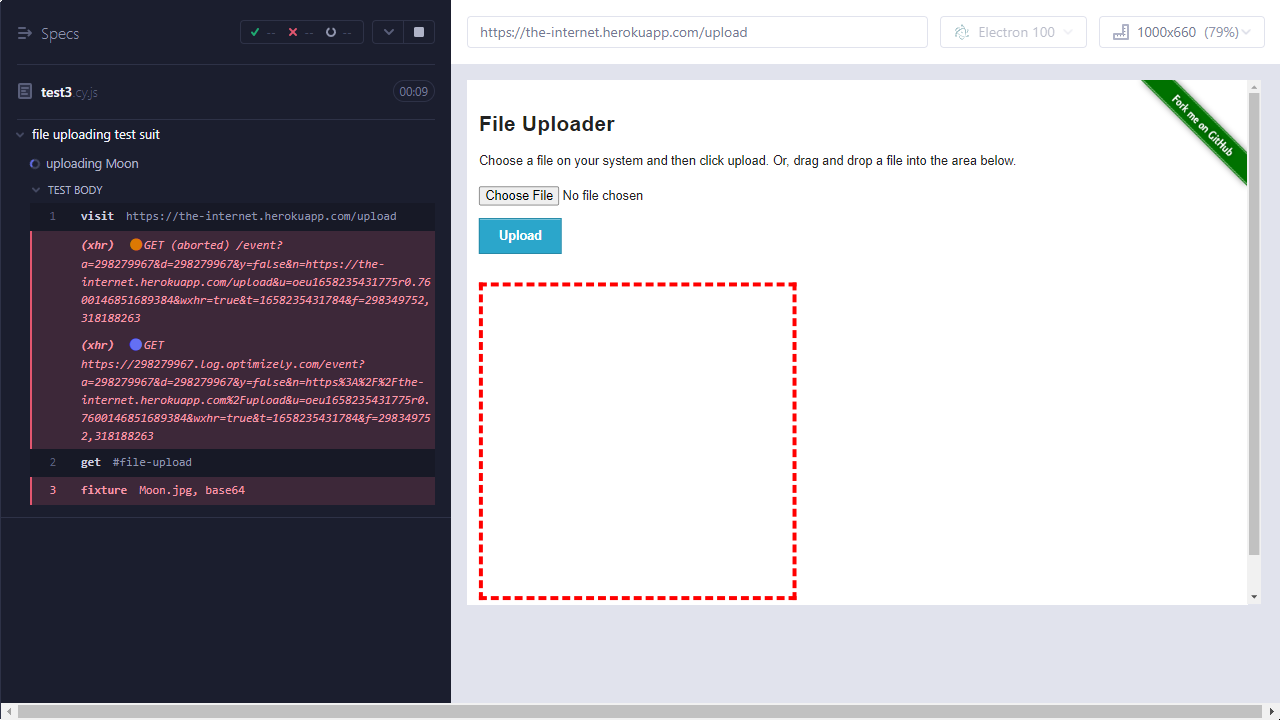 Specs
-- -- --
test3.cy.js 00:09
file uploading test suit
uploading Moon
TEST BODY
1 visit https://the-internet.herokuapp.com/upload
(xhr) GET (aborted) /event?
a=298279967&d=298279967&y=false&n=https://the-
internet.herokuapp.com/upload&u=oeu1658235431775r0.76
00146851689384&wxhr=true&t=1658235431784&f=298349752,
318188263
(xhr) GET
https://298279967.log.optimizely.com/event?
a=298279967&d=298279967&y=false&n=https%3A%2F%2Fthe-
internet.herokuapp.com%2Fupload&u=oeu1658235431775r0.
7600146851689384&wxhr=true&t=1658235431784&f=29834975
2,318188263
2 get #file-upload
3 fixture Moon.jpg, base64
https://the-internet.herokuapp.com/upload
Electron 100
1000x660 (79%)
Fork me on GitHub
File Uploader
Choose a file on your system and then click upload. Or, drag and drop a file into the area below.
Choose File No file chosen
Upload